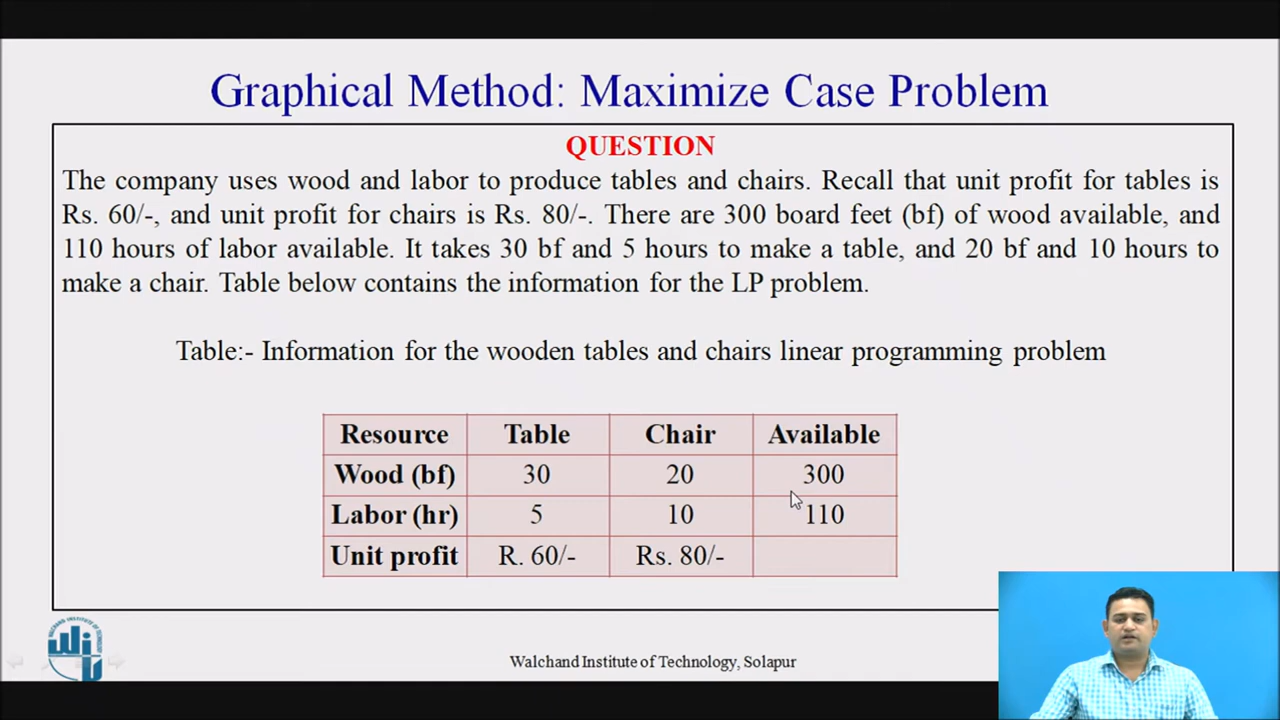 Graphical Method: Maximize Case Problem
QUESTION
The company uses wood and labor to produce tables and chairs. Recall that unit profit for tables is
Rs. 60/-, and unit profit for chairs is Rs. 80/-. There are 300 board feet (bf) of wood available, and
110 hours of labor available. It takes 30 bf and 5 hours to make a table, and 20 bf and 10 hours to
make a chair. Table below contains the information for the LP problem.
Table:- Information for the wooden tables and chairs linear programming problem
Resource Table Chair Available
Wood (bf) 30 20 300
Labor (hr) 5 10 110
Unit profit R. 60/- Rs. 80/-
Walchand Institute of Technology, Solapur